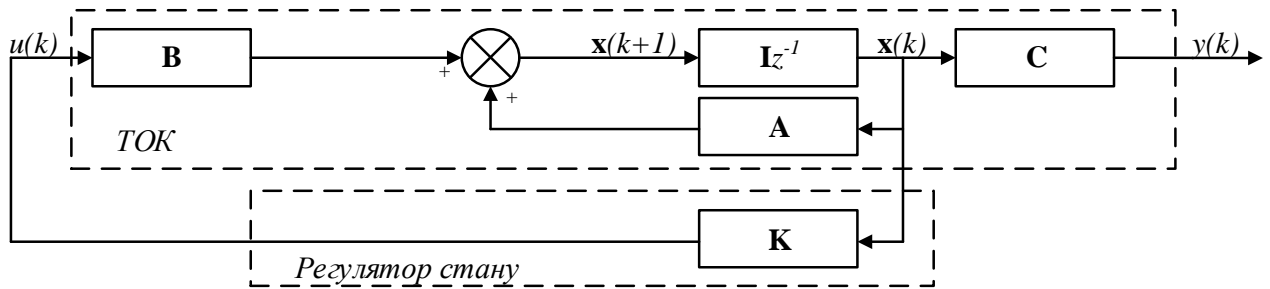 u(k)
B
+
+
x(k+1)
Iz⁻¹
x(k)
C
y(k)
A
ТОК
K
Регулятор стану